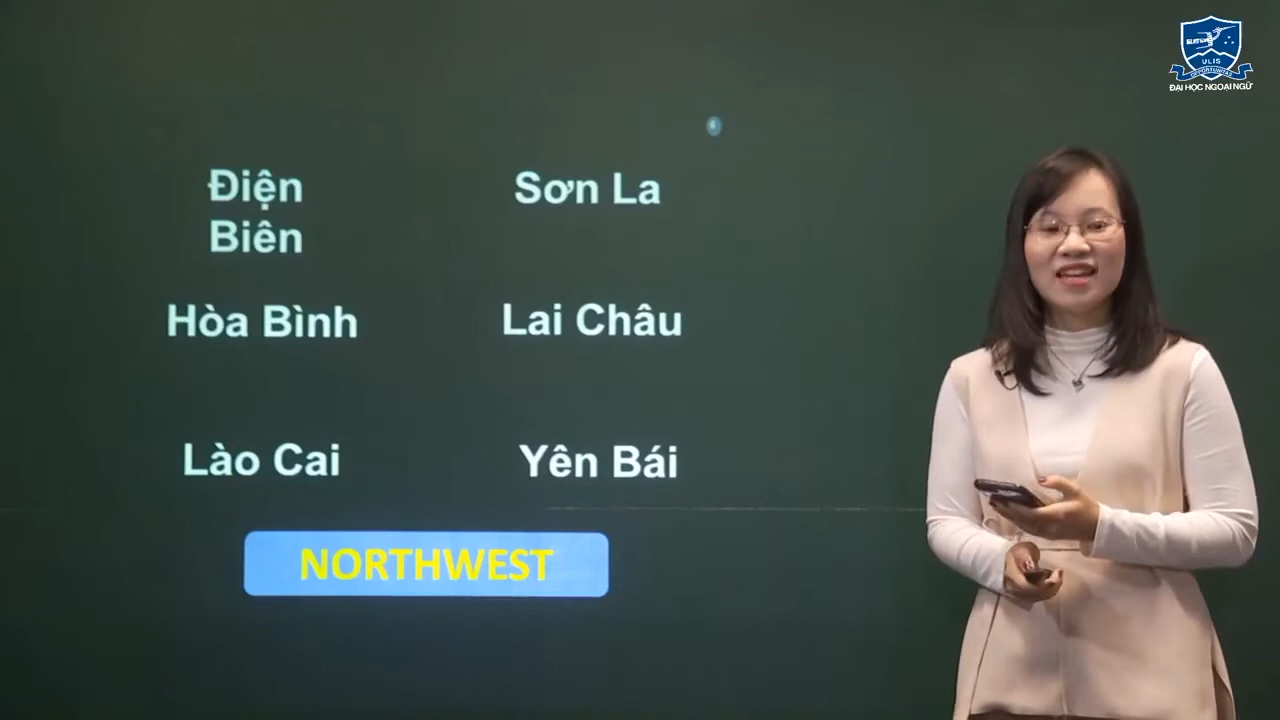 ULIS
ĐẠI HỌC NGOẠI NGỮ
Điện
Biên
Sơn La
Hòa Bình
Lai Châu
Lào Cai
Yên Bái
NORTHWEST